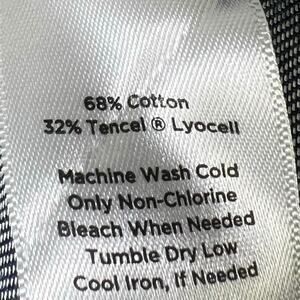 68% Cotton
32% Tencel ® Lyocell
Machine Wash Cold
Only Non-Chlorine
Bleach When Needed
Tumble Dry Low
Cool Iron, If Needed